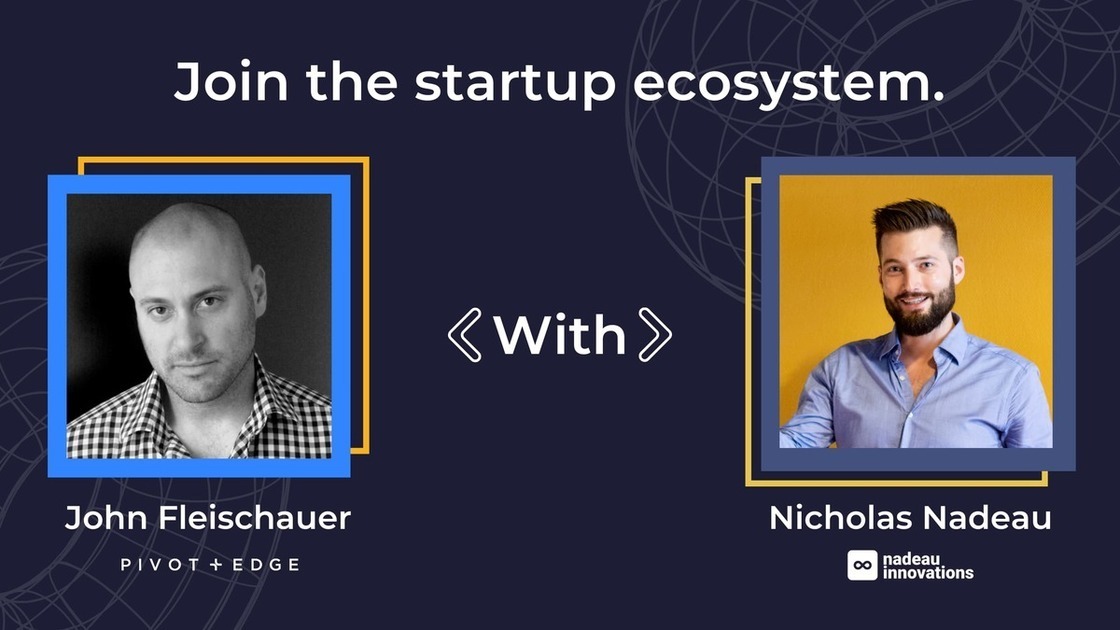 Join the startup ecosystem.
With
John Fleischauer
PIVOT + EDGE
Nicholas Nadeau
nadeau
innovations